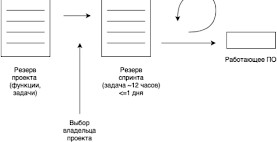 Резерв
проекта
(функции,
задачи)
Резерв
спринта
(задача ~12 часов)
<=1 дня
Работающее ПО
Выбор
владельца
проекта